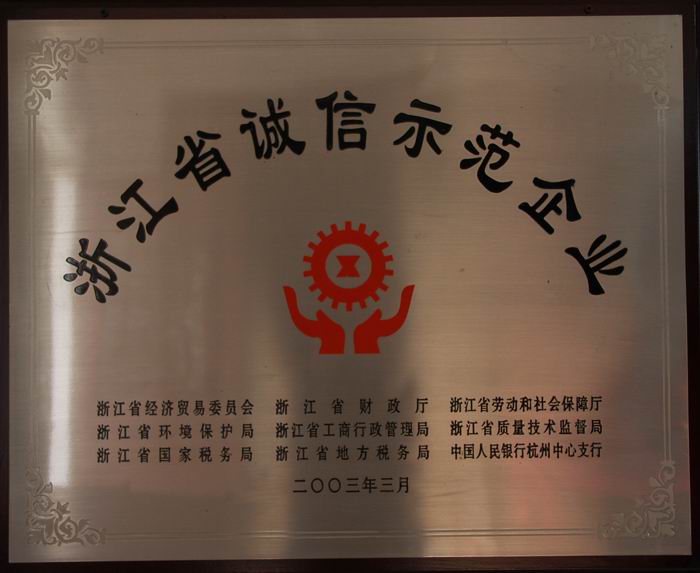 浙江省诚信示范企业
浙江省经济贸易委员会 浙江省财政厅 浙江省劳动和社会保障厅
浙江省环境保护局 浙江省工商行政管理局 浙江省质量技术监督局
浙江省国家税务局 浙江省地方税务局 中国人民银行杭州中心支行
二〇〇三年三月